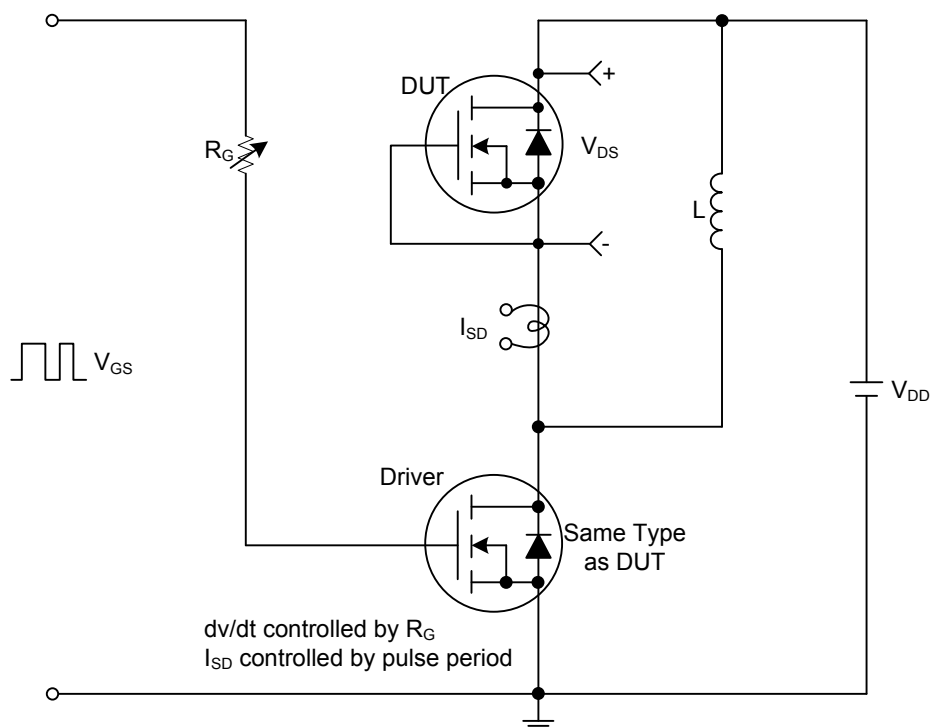 DUT
+
R_G
V_DS
L
-
I_SD
V_GS
V_DD
Driver
Same Type
as DUT
dv/dt controlled by R_G
I_SD controlled by pulse period